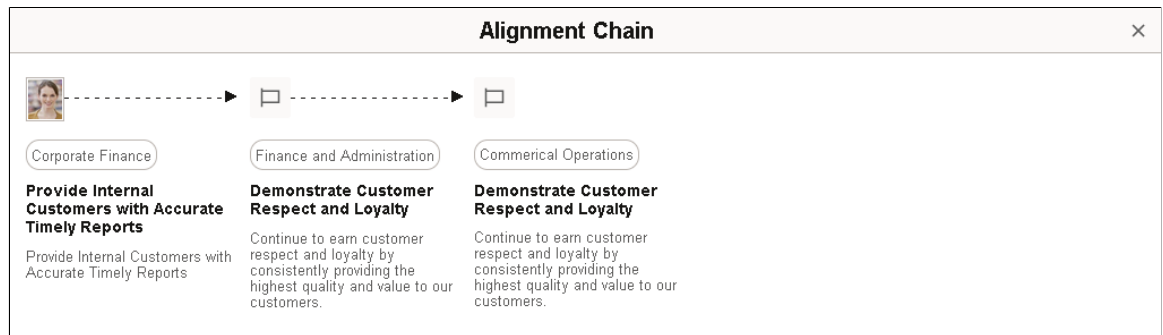 Alignment Chain
Corporate Finance
Provide Internal
Customers with Accurate
Timely Reports
Provide Internal Customers with
Accurate Timely Reports
Finance and Administration
Demonstrate Customer
Respect and Loyalty
Continue to earn customer
respect and loyalty by
consistently providing the
highest quality and value to our
customers.
Commerical Operations
Demonstrate Customer
Respect and Loyalty
Continue to earn customer
respect and loyalty by
consistently providing the
highest quality and value to our
customers.